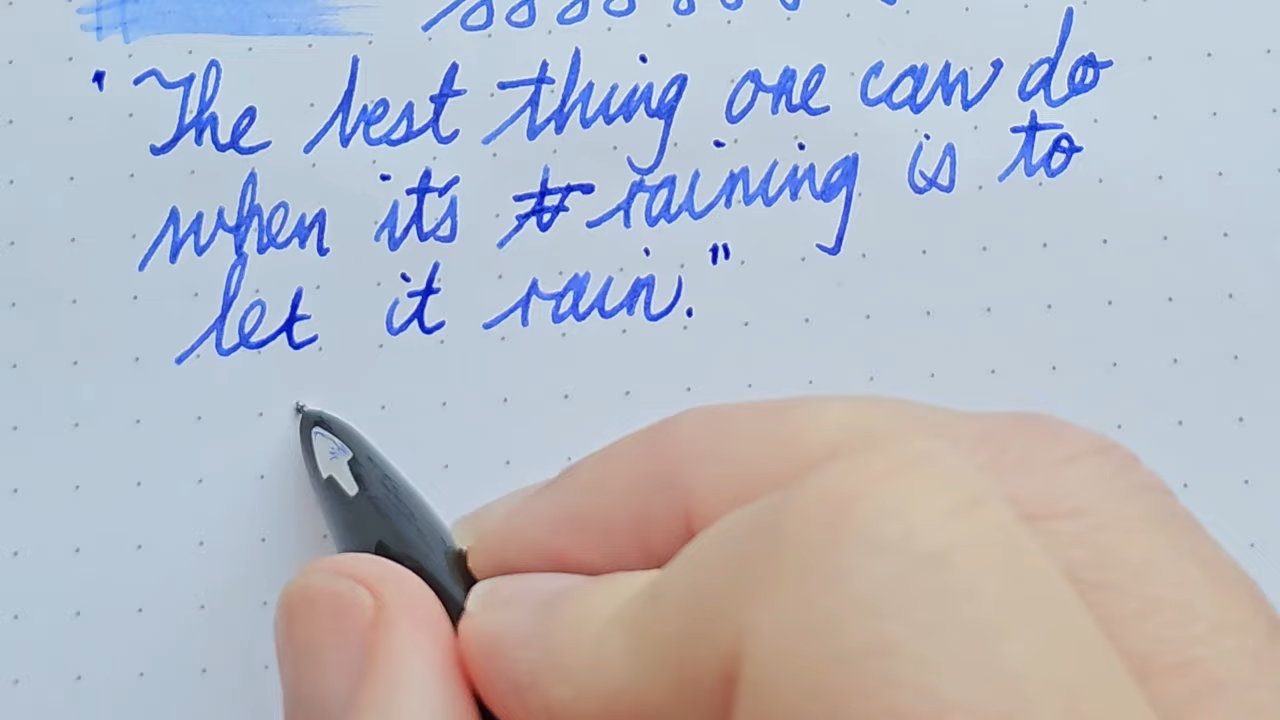 "The best thing one can do
when it's raining is to
let it rain."